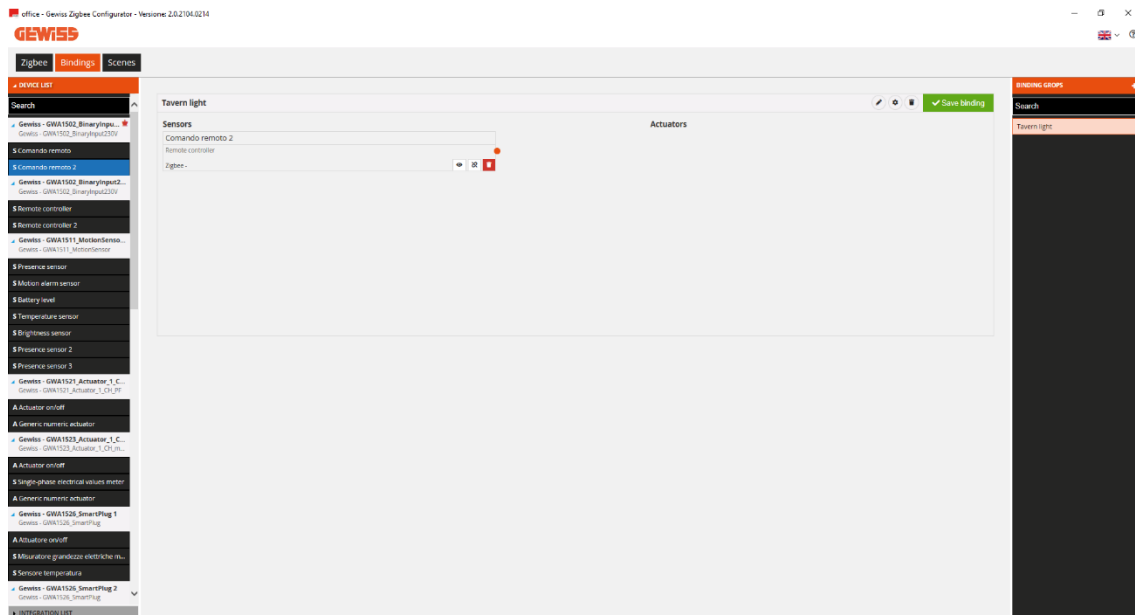 office - Gewiss Zigbee Configurator - Versione: 2.0.2104.0214
GEWISS
Zigbee Bindings Scenes
DEVICE LIST
Search
Gewiss - GWA1502_BinaryInpu...
Gewiss - GWA1502_BinaryInput230V
S Comando remoto
S Comando remoto 2
Gewiss - GWA1502_BinaryInput2...
Gewiss - GWA1502_BinaryInput230V
S Remote controller
S Remote controller 2
Gewiss - GWA1511_MotionSenso...
Gewiss - GWA1511_MotionSensor
S Presence sensor
S Motion alarm sensor
S Battery level
S Temperature sensor
S Brightness sensor
S Presence sensor 2
S Presence sensor 3
Gewiss - GWA1521_Actuator_1_C...
Gewiss - GWA1521_Actuator_1_CH_PF
A Actuator on/off
A Generic numeric actuator
Gewiss - GWA1523_Actuator_1_C...
Gewiss - GWA1523_Actuator_1_CH_m...
A Actuator on/off
S Single-phase electrical values meter
A Generic numeric actuator
Gewiss - GWA1526_SmartPlug 1
Gewiss - GWA1526_SmartPlug
A Attuatore on/off
S Misuratore grandezze elettriche m...
S Sensore temperatura
Gewiss - GWA1526_SmartPlug 2
Gewiss - GWA1526_SmartPlug
INTEGRATION LIST
Tavern light
Save binding
Sensors
Actuators
Comando remoto 2
Remote controller
Zigbee -
BINDING GROPS
Search
Tavern light